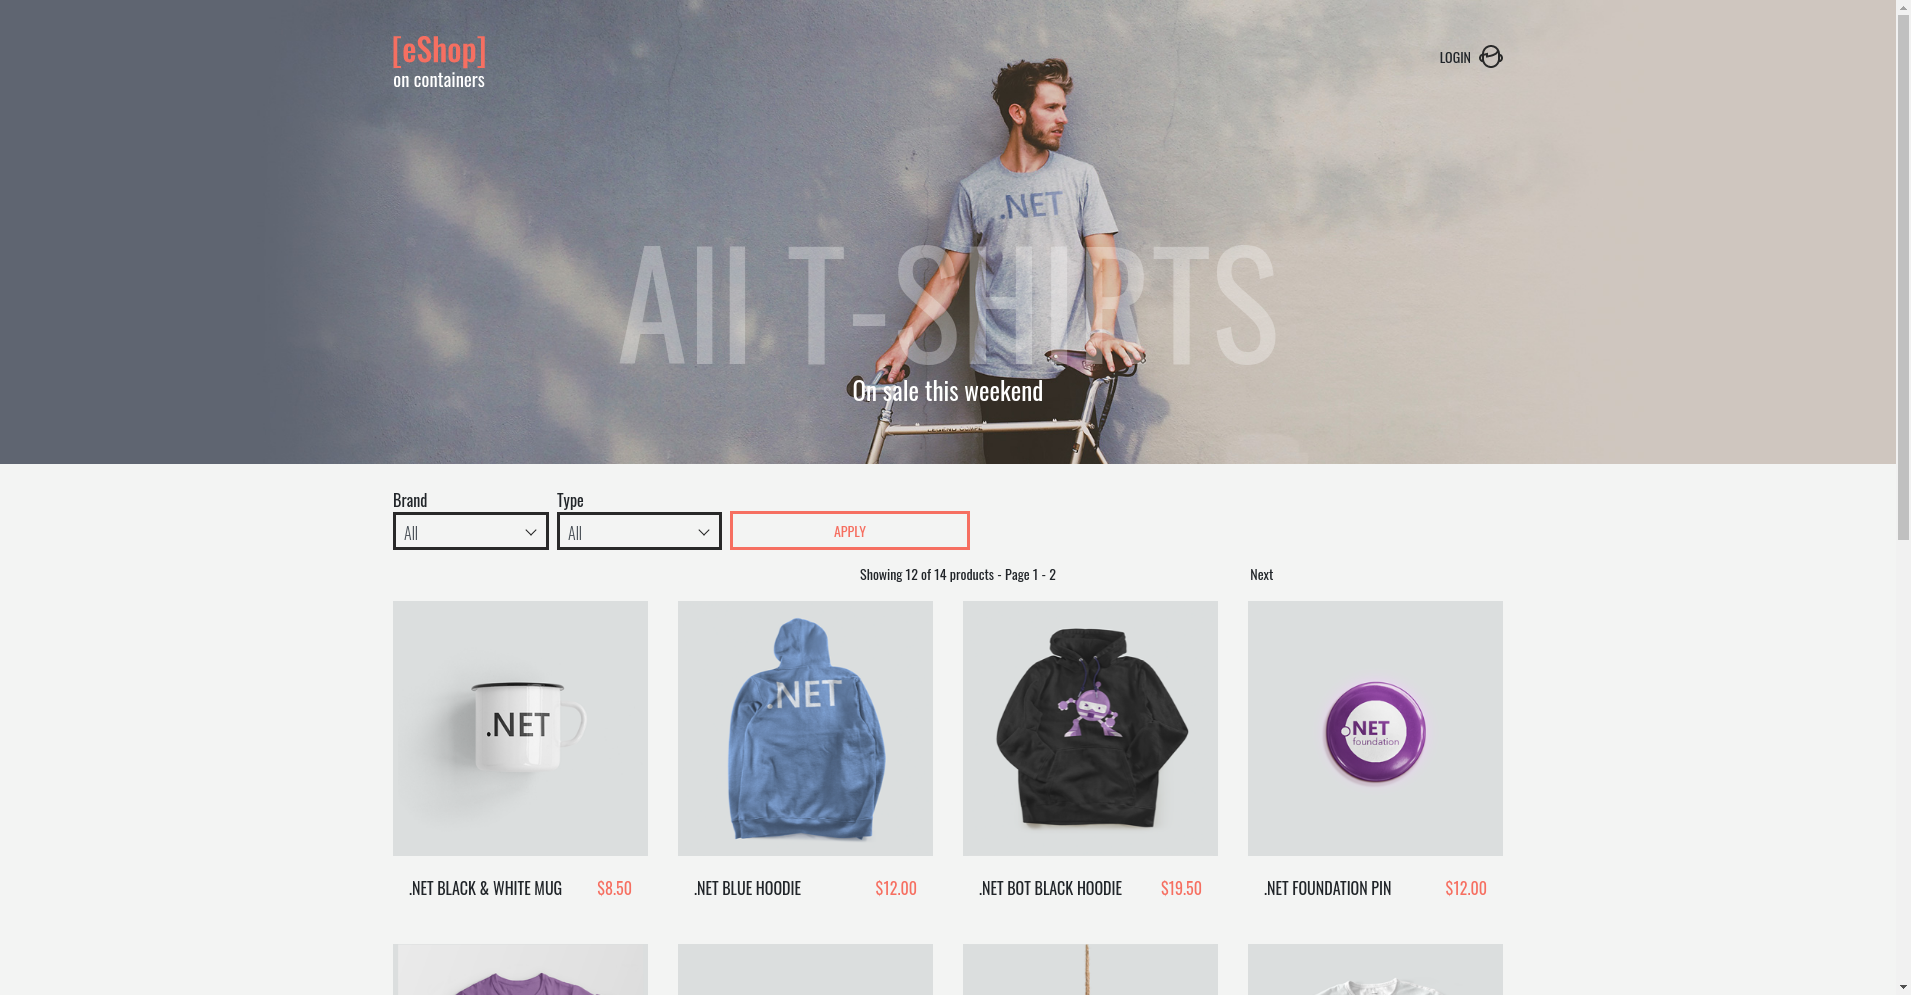 [eShop]
on containers
LOGIN
.NET
All T-SHIRTS
On sale this weekend
Brand
Type
All
All
APPLY
Showing 12 of 14 products - Page 1 - 2
Next
.NET
.NET
.NET
foundation
.NET BLACK & WHITE MUG $8.50
.NET BLUE HOODIE $12.00
.NET BOT BLACK HOODIE $19.50
.NET FOUNDATION PIN $12.00